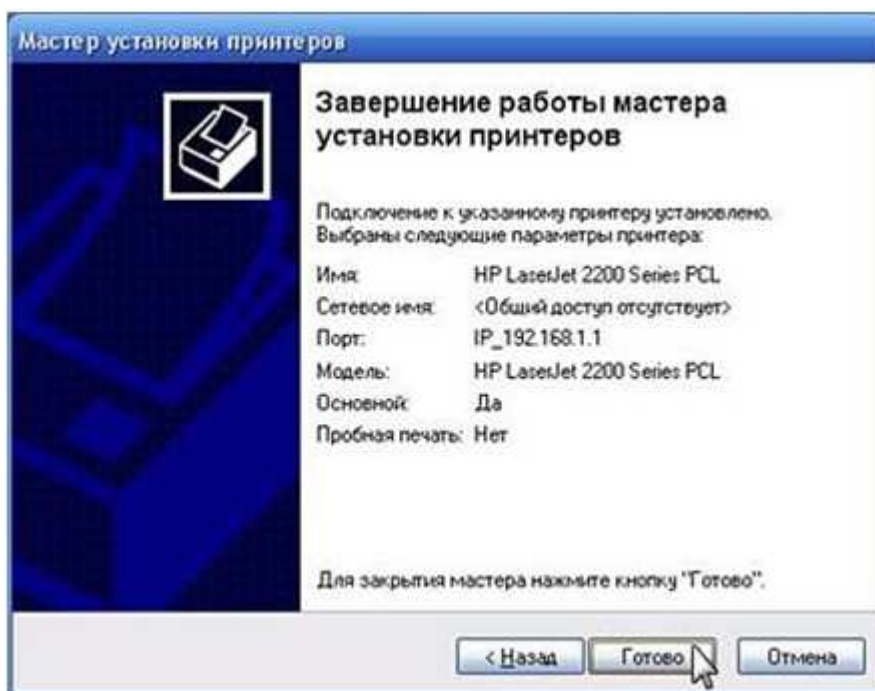 Мастер установки принтеров
Завершение работы мастера
установки принтеров
Подключение к указанному принтеру установлено.
Выбраны следующие параметры принтера:
Имя: HP LaserJet 2200 Series PCL
Сетевое имя: <Общий доступ отсутствует>
Порт: IP_192.168.1.1
Модель: HP LaserJet 2200 Series PCL
Основной: Да
Пробная печать: Нет
Для закрытия мастера нажмите кнопку "Готово".
< Назад Готово Отмена